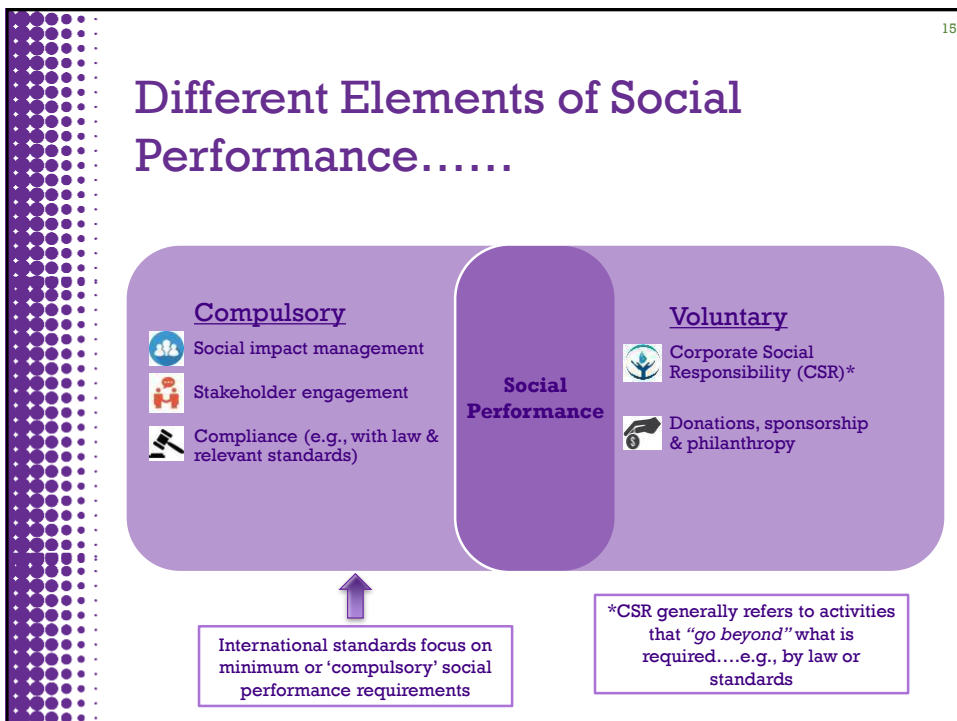 15
Different Elements of Social
Performance......
Compulsory
Social impact management
Stakeholder engagement
Compliance (e.g., with law &
relevant standards)
Social
Performance
Voluntary
Corporate Social
Responsibility (CSR)*
Donations, sponsorship
& philanthropy
International standards focus on
minimum or ‘compulsory’ social
performance requirements
*CSR generally refers to activities
that “go beyond” what is
required....e.g., by law or
standards